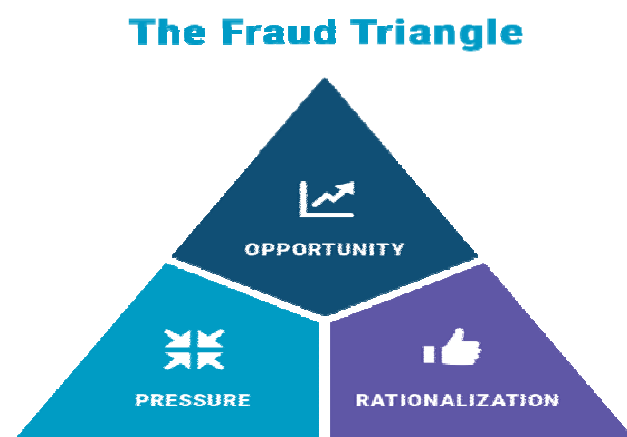 The Fraud Triangle
OPPORTUNITY
PRESSURE
RATIONALIZATION